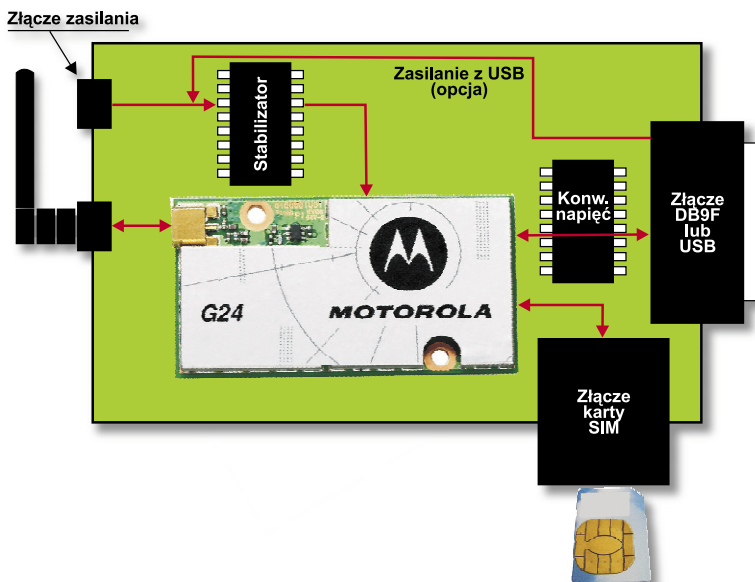 Złącze zasilania
Zasilanie z USB
(opcja)
Stabilizator
Konw.
napięć
Złącze
DB9F
lub
USB
G24
MOTOROLA
Złącze
karty
SIM